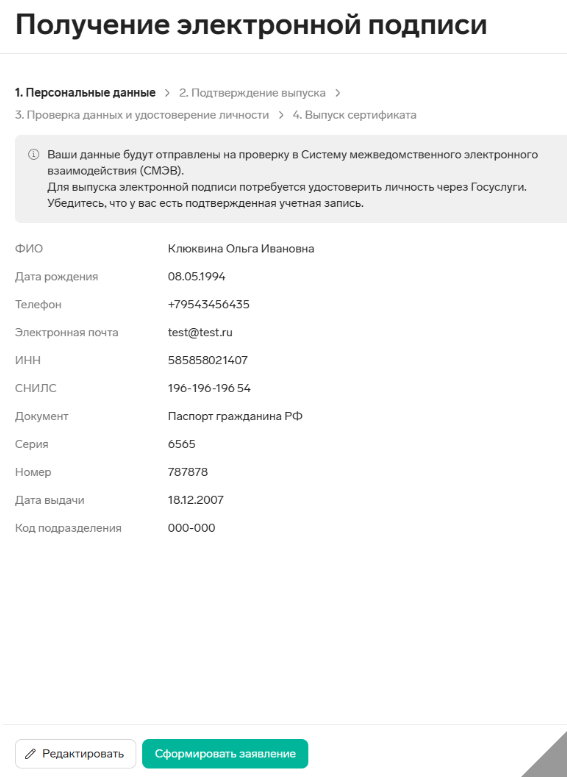 Получение электронной подписи
1. Персональные данные > 2. Подтверждение выпуска >
3. Проверка данных и удостоверение личности > 4. Выпуск сертификата
Ваши данные будут отправлены на проверку в Систему межведомственного электронного
взаимодействия (СМЭВ).
Для выпуска электронной подписи потребуется удостоверить личность через Госуслуги.
Убедитесь, что у вас есть подтвержденная учетная запись.
ФИО Клюквина Ольга Ивановна
Дата рождения 08.05.1994
Телефон +79543456435
Электронная почта test@test.ru
ИНН 585858021407
СНИЛС 196-196-196 54
Документ Паспорт гражданина РФ
Серия 6565
Номер 787878
Дата выдачи 18.12.2007
Код подразделения 000-000
Редактировать Сформировать заявление